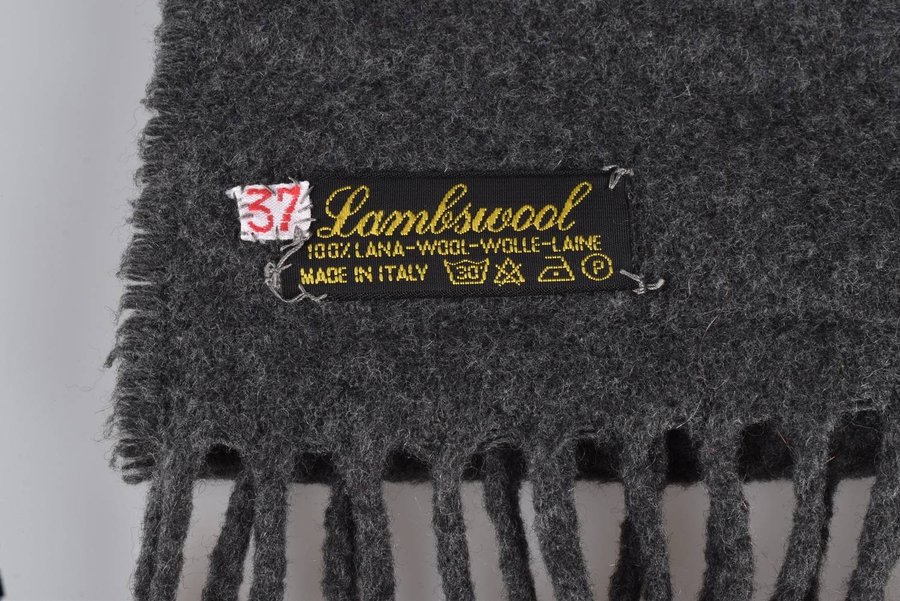 37
Lambswool
100% LANA-WOOL-WOLLE-LAINE
MADE IN ITALY 30 P